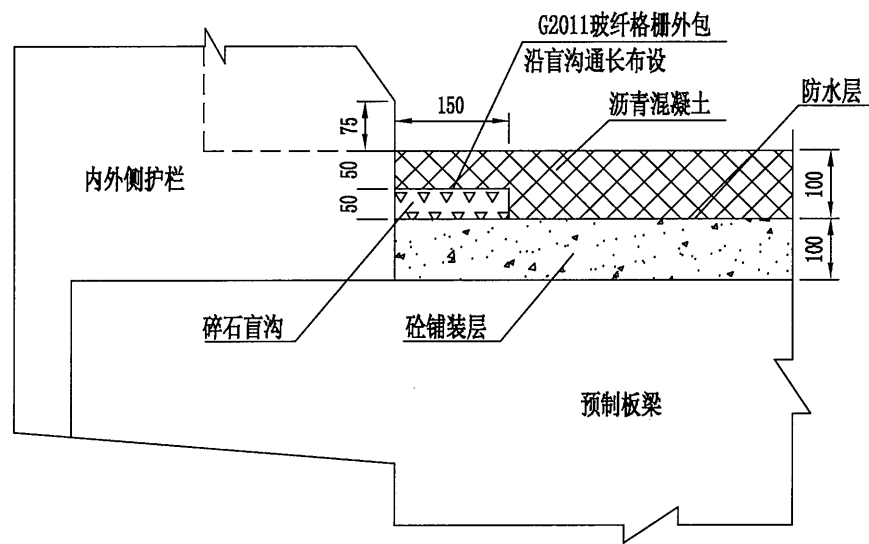 G2011玻纤格栅外包
沿盲沟通长布设
150
沥青混凝土
防水层
75
内外侧护栏
50
50
100
100
碎石盲沟
砼铺装层
预制板梁